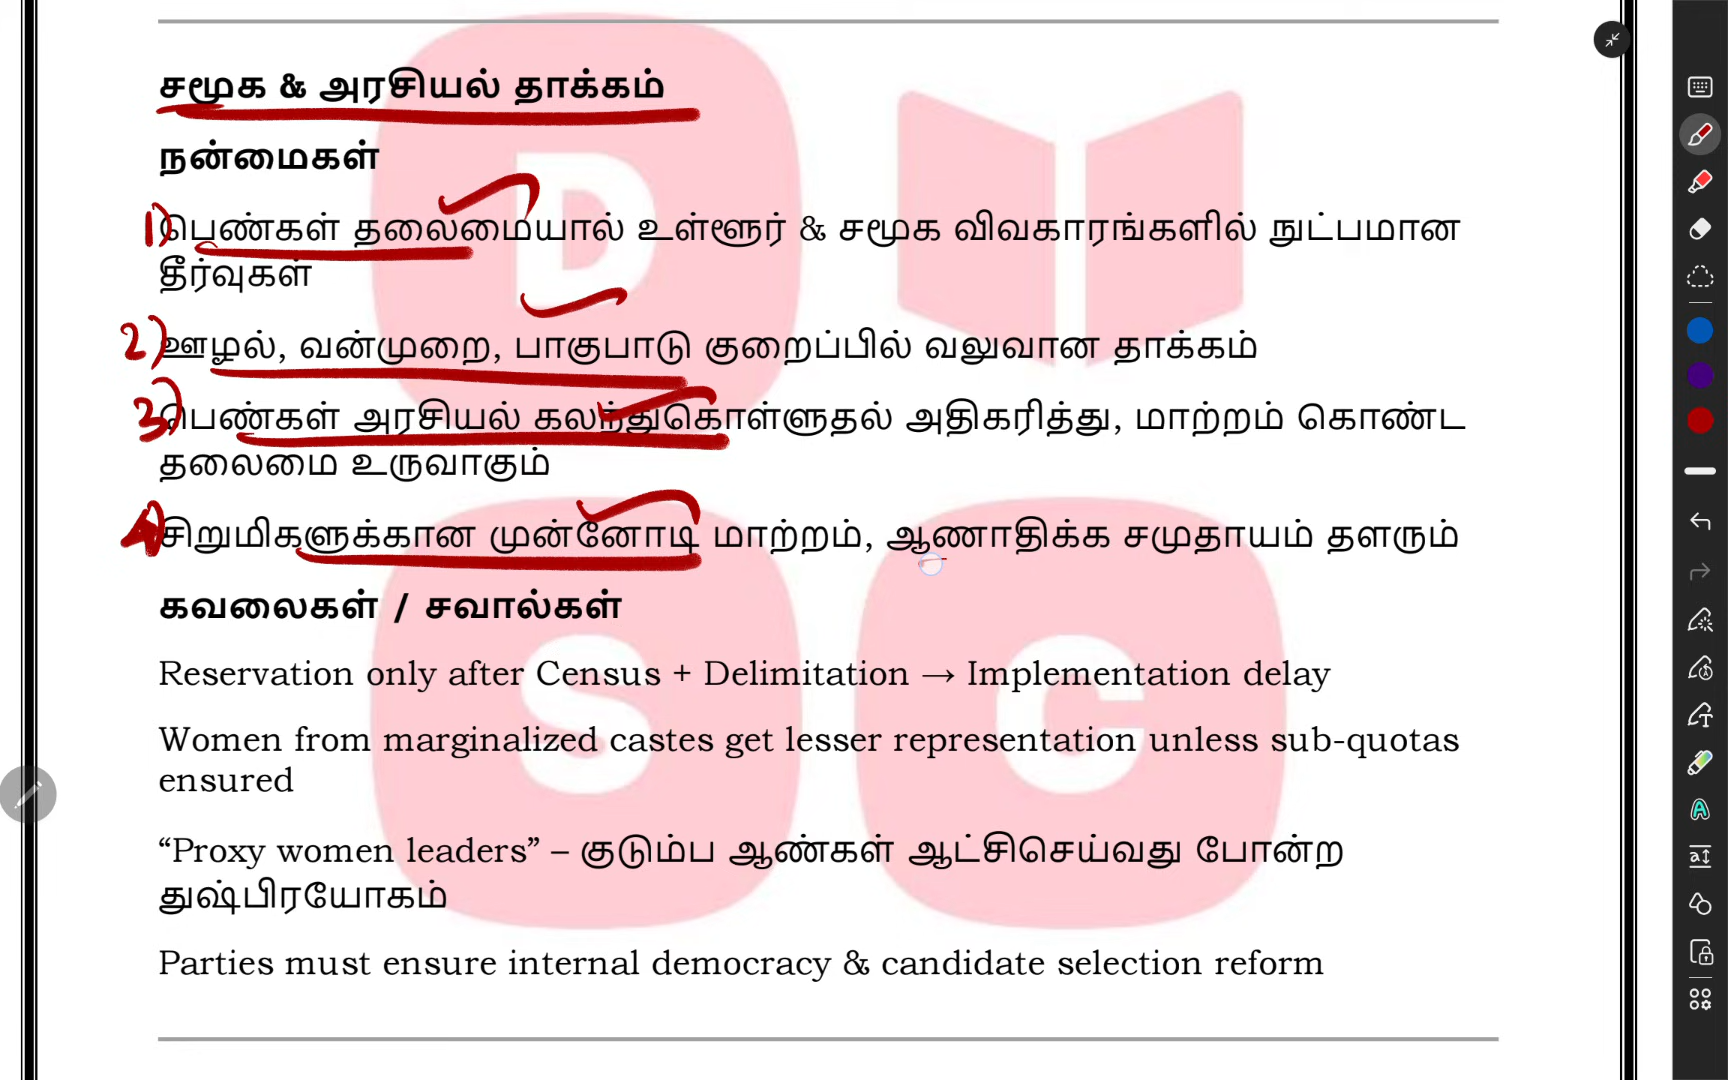 சமூக & அரசியல் தாக்கம்
நன்மைகள்
1) பெண்கள் தலைமையால் உள்ளூர் & சமூக விவகாரங்களில் நுட்பமான
தீர்வுகள்
2) ஊழல், வன்முறை, பாகுபாடு குறைப்பில் வலுவான தாக்கம்
3) பெண்கள் அரசியல் கலந்துகொள்ளுதல் அதிகரித்து, மாற்றம் கொண்ட
தலைமை உருவாகும்
4) சிறுமிகளுக்கான முன்னோடி மாற்றம், ஆணாதிக்க சமுதாயம் தளரும்
கவலைகள் / சவால்கள்
Reservation only after Census + Delimitation → Implementation delay
Women from marginalized castes get lesser representation unless sub-quotas
ensured
“Proxy women leaders” – குடும்ப ஆண்கள் ஆட்சிசெய்வது போன்ற
துஷ்பிரயோகம்
Parties must ensure internal democracy & candidate selection reform
D
S C